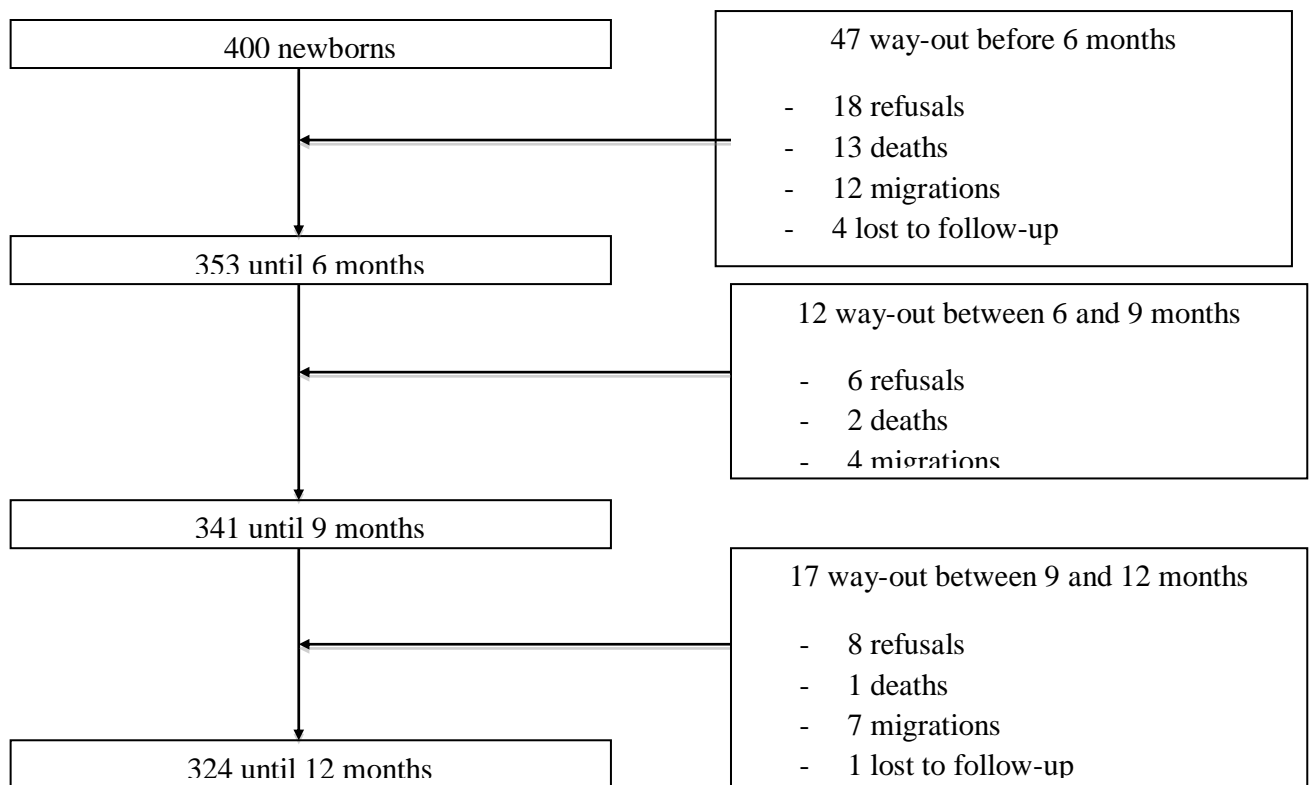 400 newborns
47 way-out before 6 months
- 18 refusals
- 13 deaths
- 12 migrations
- 4 lost to follow-up
353 until 6 months
12 way-out between 6 and 9 months
- 6 refusals
- 2 deaths
- 4 migrations
341 until 9 months
17 way-out between 9 and 12 months
- 8 refusals
- 1 deaths
- 7 migrations
- 1 lost to follow-up
324 until 12 months